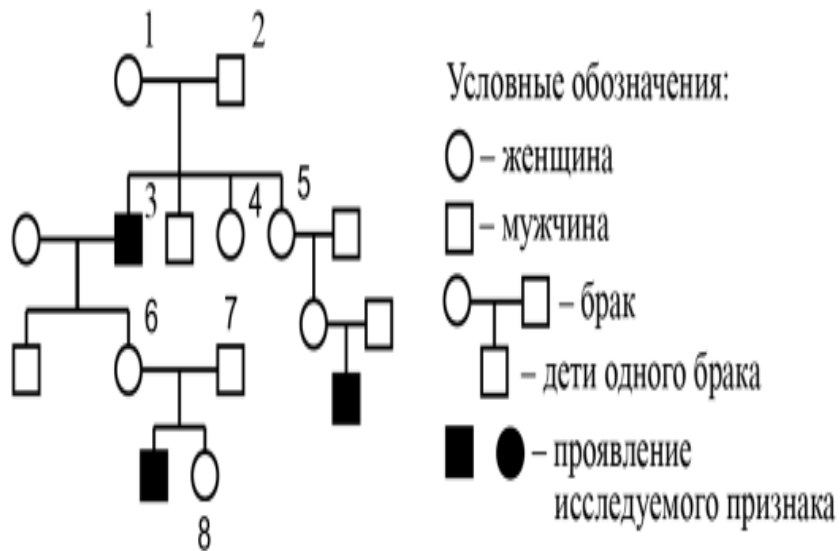 1
2
3
4
5
6
7
8
Условные обозначения:
– женщина
– мужчина
– брак
– дети одного брака
– проявление
исследуемого признака